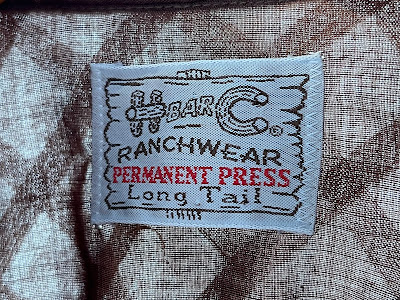 H BAR C®
RANCHWEAR
PERMANENT PRESS
Long Tail